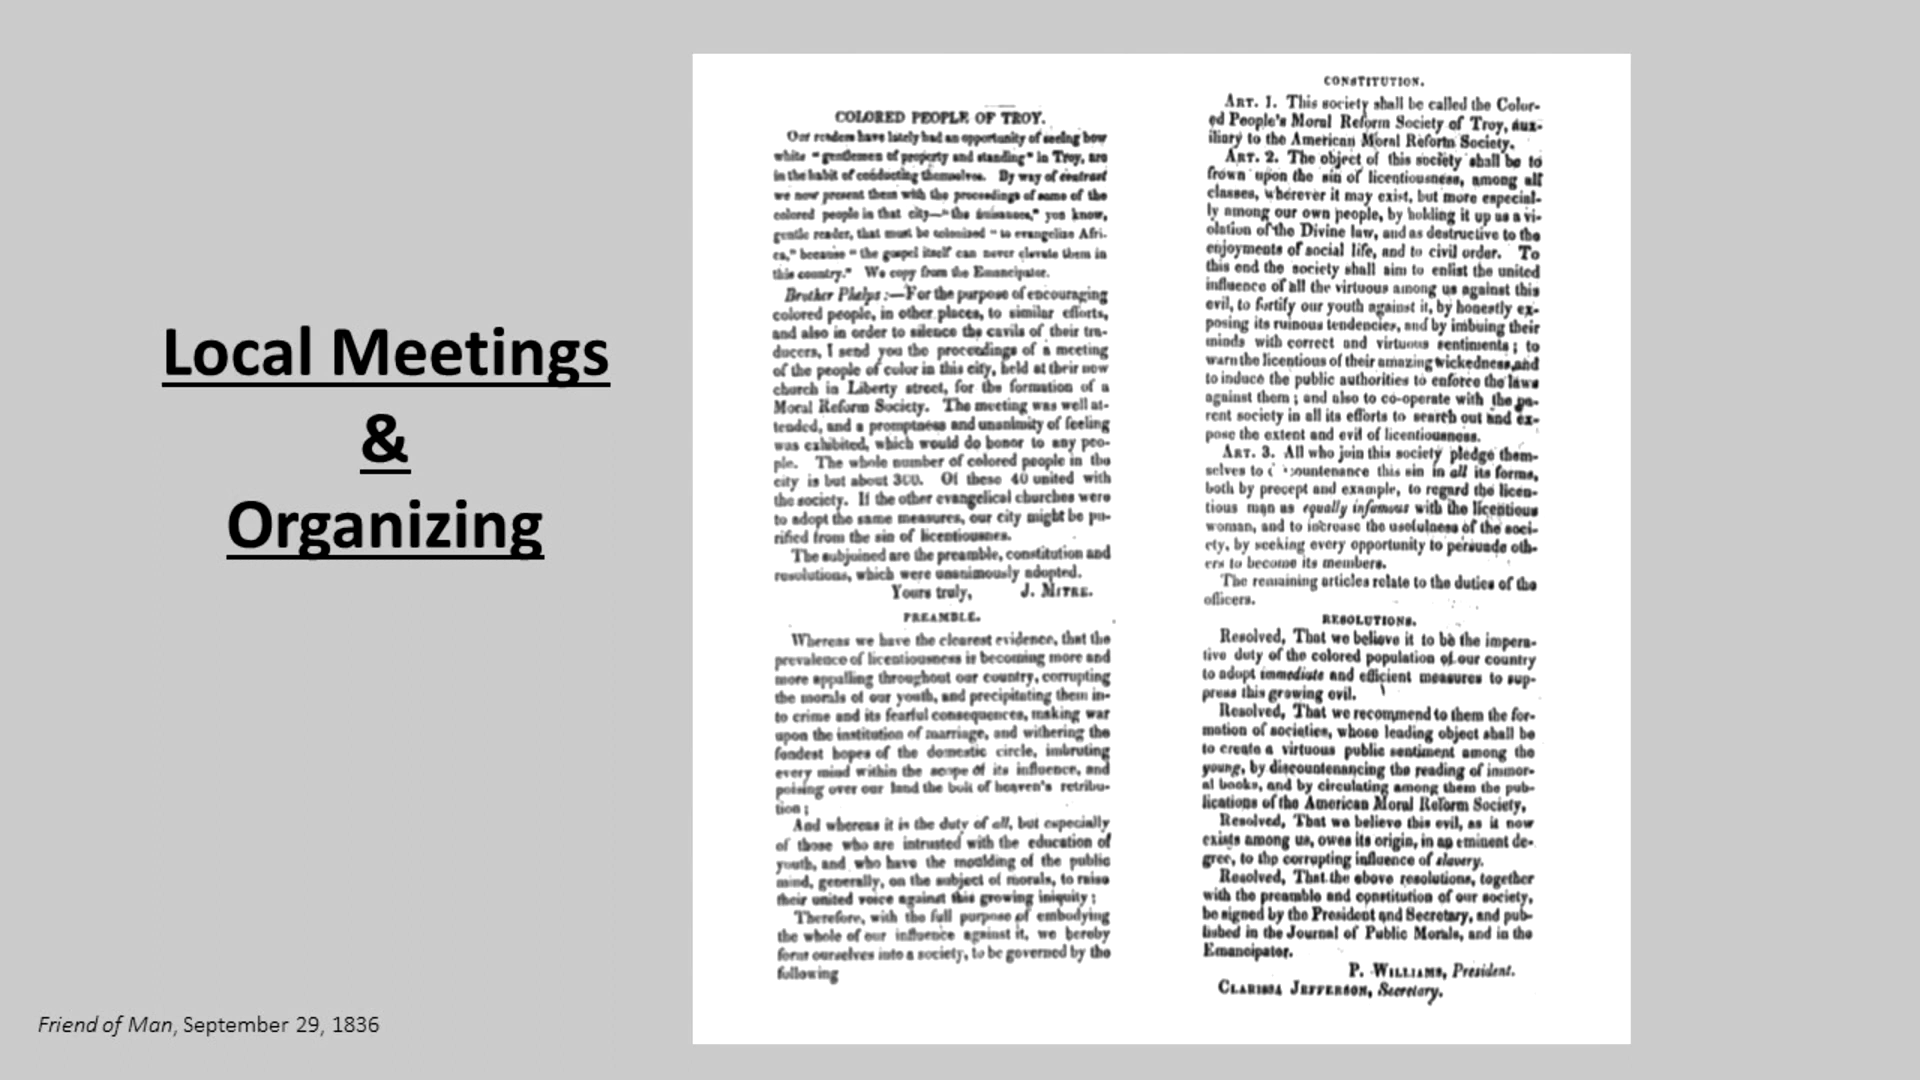 Local Meetings
&
Organizing
Friend of Man, September 29, 1836
COLORED PEOPLE OF TROY.
Our readers have lately had an opportunity of seeing how
white "gentlemen of property and standing" in Troy, are
in the habit of conducting themselves. By way of contrast
we now present them with the proceedings of some of the
colored people in that city—"the nuisances," you know,
gentle reader, that must be colonized "to evangelize Afri-
ca," because "the gospel itself can never elevate them in
this country." We copy from the Emancipator.
Brother Phelps:—For the purpose of encouraging
colored people, in other places, to similar efforts,
and also in order to silence the cavils of their tra-
ducers, I send you the proceedings of a meeting
of the people of color in this city, held at their new
church in Liberty street, for the formation of a
Moral Reform Society. The meeting was well at-
tended, and a promptness and unanimity of feeling
was exhibited, which would do honor to any peo-
ple. The whole number of colored people in the
city is but about 300. Of these 40 united with
the society. If the other evangelical churches were
to adopt the same measures, our city might be pu-
rified from the sin of licentiousnes.
The subjoined are the preamble, constitution and
resolutions, which were unanimously adopted.
Yours truly, J. MITRE.
PREAMBLE.
Whereas we have the clearest evidence, that the
prevalence of licentiousness is becoming more and
more appalling throughout our country, corrupting
the morals of our youth, and precipitating them in-
to crime and its fearful consequences, making war
upon the institution of marriage, and withering the
fondest hopes of the domestic circle, imbruting
every mind within the scope of its influence, and
poising over our land the bolt of heaven's retribu-
tion;
And whereas it is the duty of all, but especially
of those who are intrusted with the education of
youth, and who have the moulding of the public
mind, generally, on the subject of morals, to raise
their united voice against this growing iniquity;
Therefore, with the full purpose of embodying
the whole of our influence against it, we hereby
form ourselves into a society, to be governed by the
following
CONSTITUTION.
ART. 1. This society shall be called the Color-
ed People's Moral Reform Society of Troy, aux-
iliary to the American Moral Reform Society.
ART. 2. The object of this society shall be to
frown upon the sin of licentiousness, among all
classes, wherever it may exist, but more especial-
ly among our own people, by holding it up as a vi-
olation of the Divine law, and as destructive to the
enjoyments of social life, and to civil order. To
this end the society shall aim to enlist the united
influence of all the virtuous among us against this
evil, to fortify our youth against it, by honestly ex-
posing its ruinous tendencies, and by imbuing their
minds with correct and virtuous sentiments; to
warn the licentious of their amazing wickedness, and
to induce the public authorities to enforce the laws
against them; and also to co-operate with the pa-
rent society in all its efforts to search out and ex-
pose the extent and evil of licentiousness.
ART. 3. All who join this society pledge them-
selves to countenance this sin in all its forms,
both by precept and example, to regard the licen-
tious man as equally infamous with the licentious
woman, and to increase the usefulness of the soci-
ety, by seeking every opportunity to persuade oth-
ers to become its members.
The remaining articles relate to the duties of the
officers.
RESOLUTIONS.
Resolved, That we believe it to be the impera-
tive duty of the colored population of our country
to adopt immediate and efficient measures to sup-
press this growing evil.
Resolved, That we recommend to them the for-
mation of societies, whose leading object shall be
to create a virtuous public sentiment among the
young, by discountenancing the reading of immor-
al books, and by circulating among them the pub-
lications of the American Moral Reform Society,
Resolved, That we believe this evil, as it now
exists among us, owes its origin, in an eminent de-
gree, to the corrupting influence of slavery.
Resolved, That the above resolutions, together
with the preamble and constitution of our society,
be signed by the President and Secretary, and pub-
lished in the Journal of Public Morals, and in the
Emancipator.
P. WILLIAMS, President.
CLARISSA JEFFERSON, Secretary.